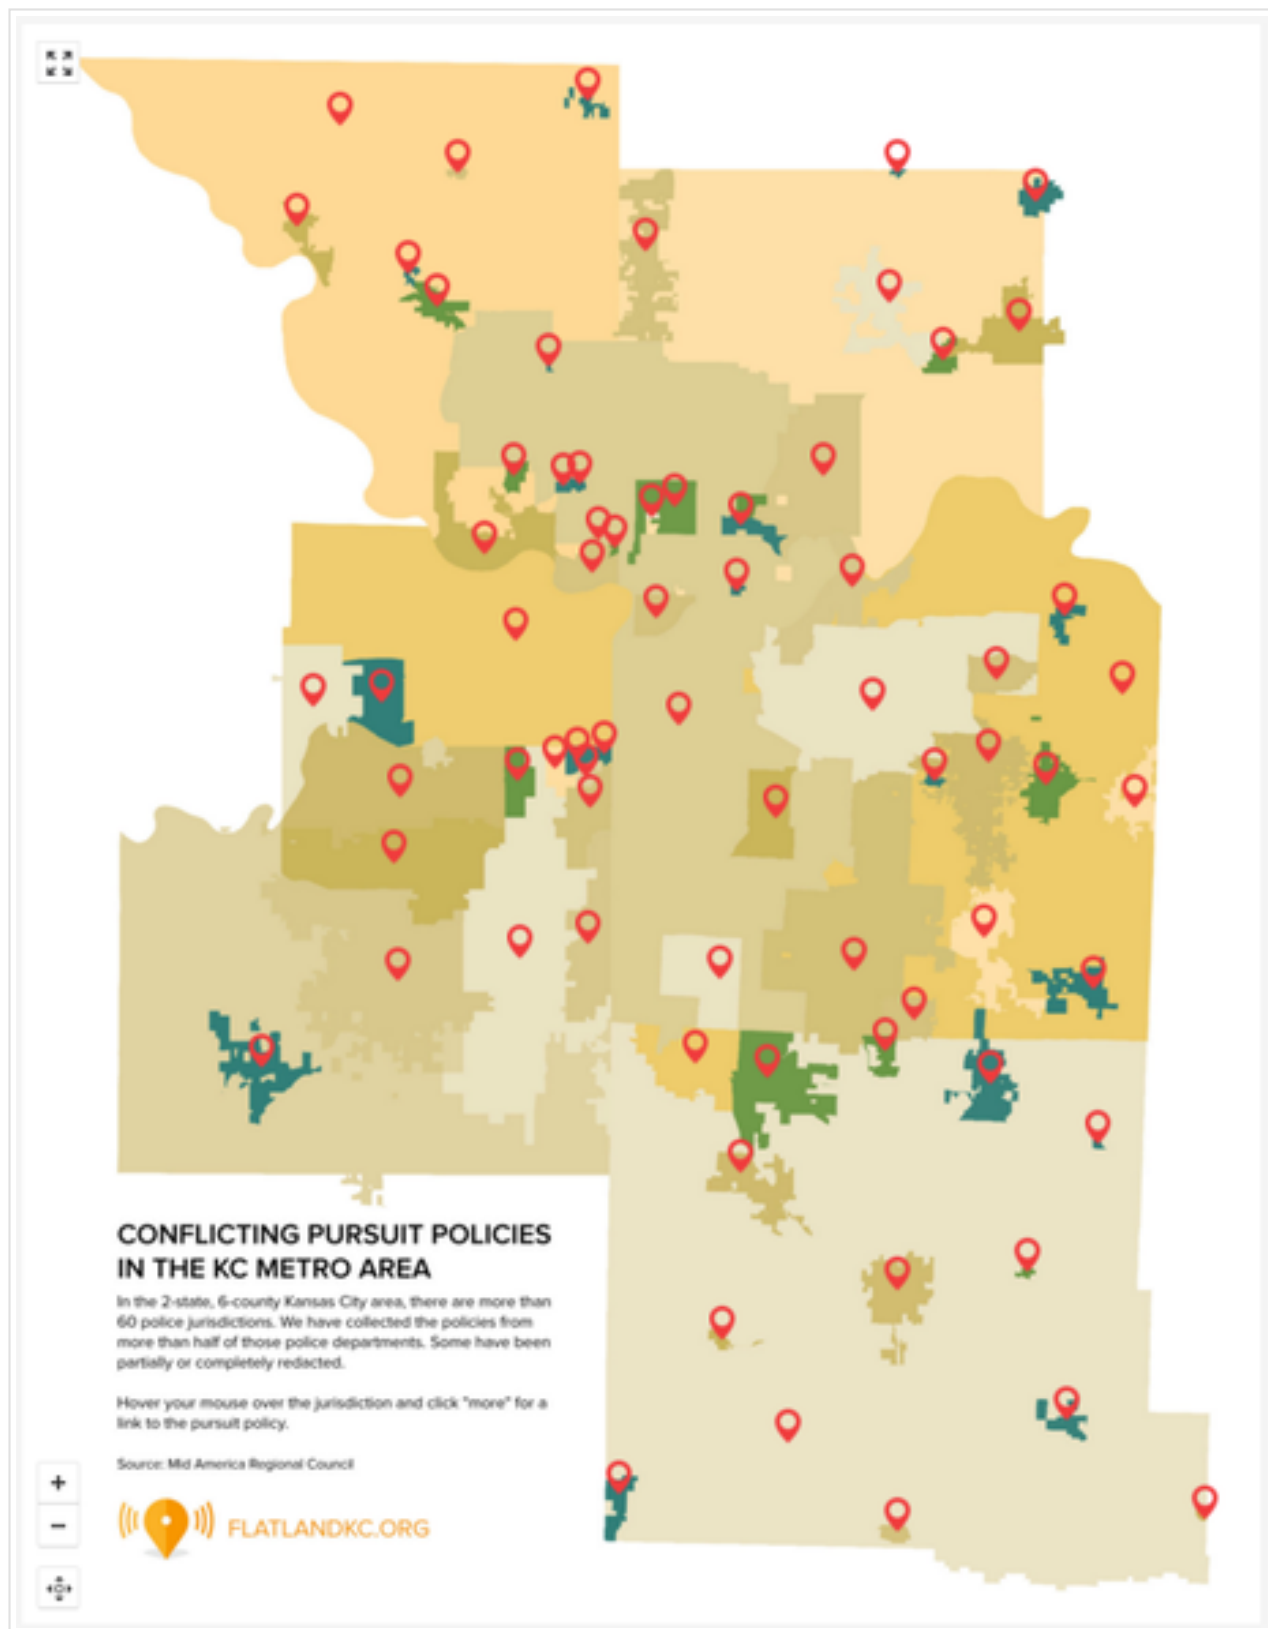 CONFLICTING PURSUIT POLICIES
IN THE KC METRO AREA
In the 2-state, 6-county Kansas City area, there are more than
60 police jurisdictions. We have collected the policies from
more than half of those police departments. Some have been
partially or completely redacted.
Hover your mouse over the jurisdiction and click "more" for a
link to the pursuit policy.
Source: Mid America Regional Council
FLATLANDKC.ORG